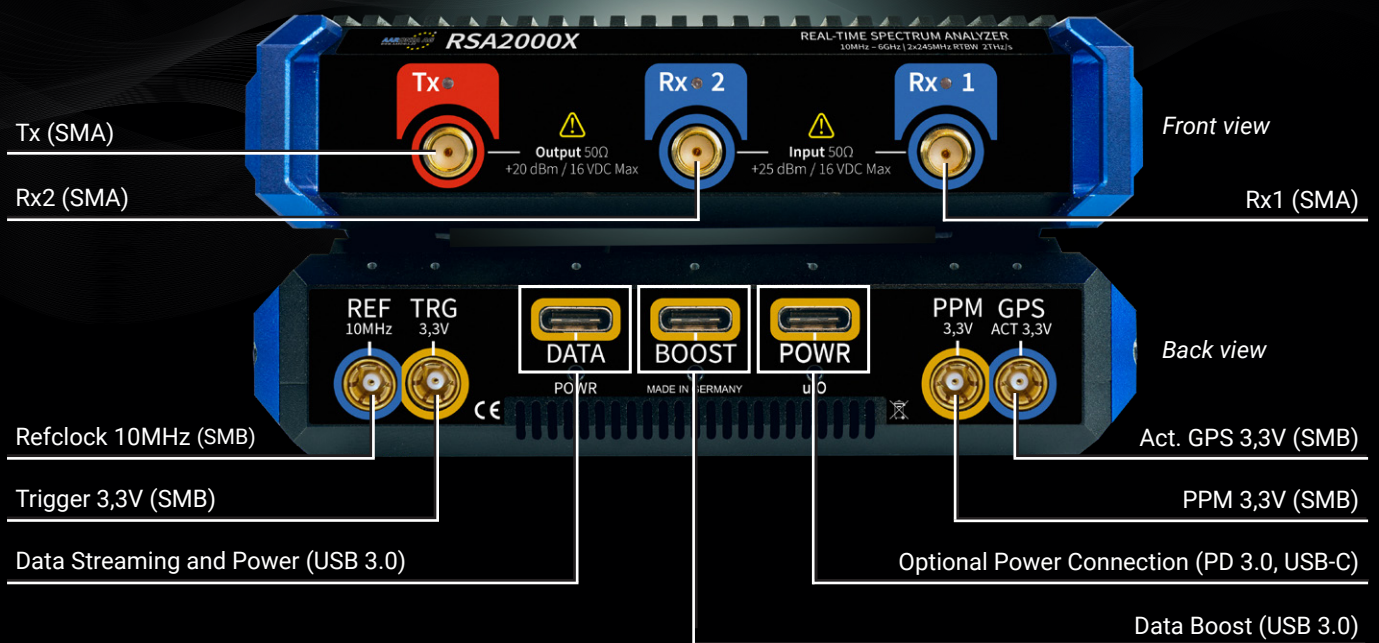 AARONIA AG
RSA2000X
REAL-TIME SPECTRUM ANALYZER
10MHz – 6GHz | 2x245MHz RTBW 2THz/s
Tx
Rx 2
Rx 1
Output 50Ω
+20 dBm / 16 VDC Max
Input 50Ω
+25 dBm / 16 VDC Max
Tx (SMA)
Front view
Rx2 (SMA)
Rx1 (SMA)
REF
10MHz
TRG
3,3V
DATA
POWR
BOOST
MADE IN GERMANY
POWR
PPM
3,3V
GPS
ACT 3,3V
CE
Back view
Refclock 10MHz (SMB)
Act. GPS 3,3V (SMB)
Trigger 3,3V (SMB)
PPM 3,3V (SMB)
Data Streaming and Power (USB 3.0)
Optional Power Connection (PD 3.0, USB-C)
Data Boost (USB 3.0)